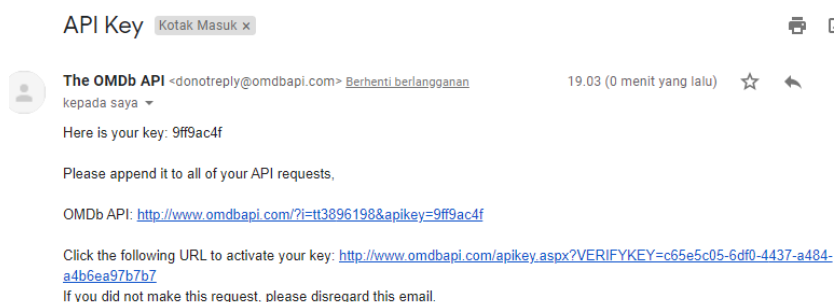 API Key Kotak Masuk ×
The OMDb API <donotreply@omdbapi.com> Berhenti berlangganan 19.03 (0 menit yang lalu)
kepada saya
Here is your key: 9ff9ac4f
Please append it to all of your API requests,
OMDb API: http://www.omdbapi.com/?i=tt3896198&apikey=9ff9ac4f
Click the following URL to activate your key: http://www.omdbapi.com/apikey.aspx?VERIFYKEY=c65e5c05-6df0-4437-a484-
a4b6ea97b7b7
If you did not make this request, please disregard this email.